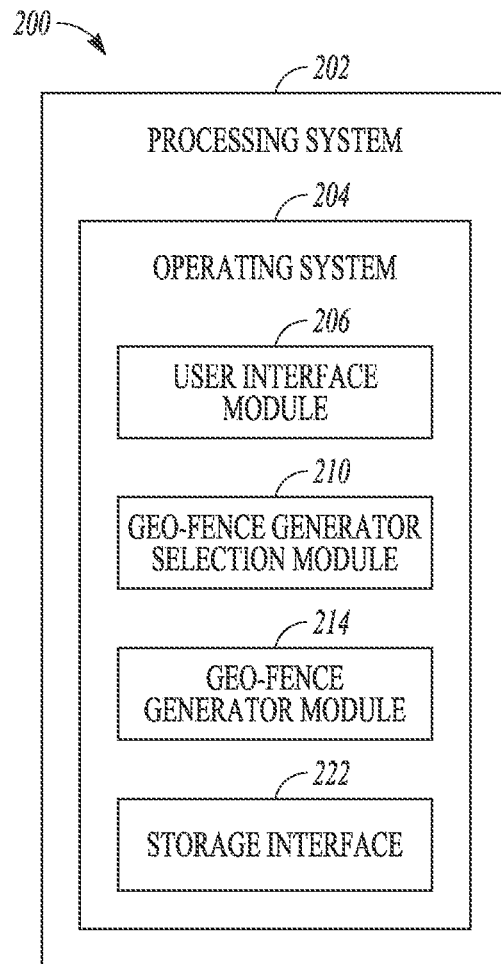 200
202
PROCESSING SYSTEM
204
OPERATING SYSTEM
206
USER INTERFACE
MODULE
210
GEO-FENCE GENERATOR
SELECTION MODULE
214
GEO-FENCE
GENERATOR MODULE
222
STORAGE INTERFACE